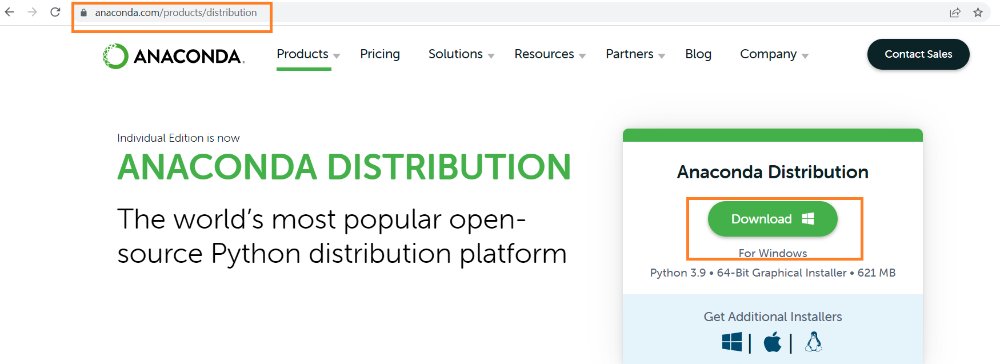 anaconda.com/products/distribution
ANACONDA.
Products Pricing Solutions Resources Partners Blog Company Contact Sales
Individual Edition is now
ANACONDA DISTRIBUTION
The world's most popular open-
source Python distribution platform
Anaconda Distribution
Download
For Windows
Python 3.9 • 64-Bit Graphical Installer • 621 MB
Get Additional Installers